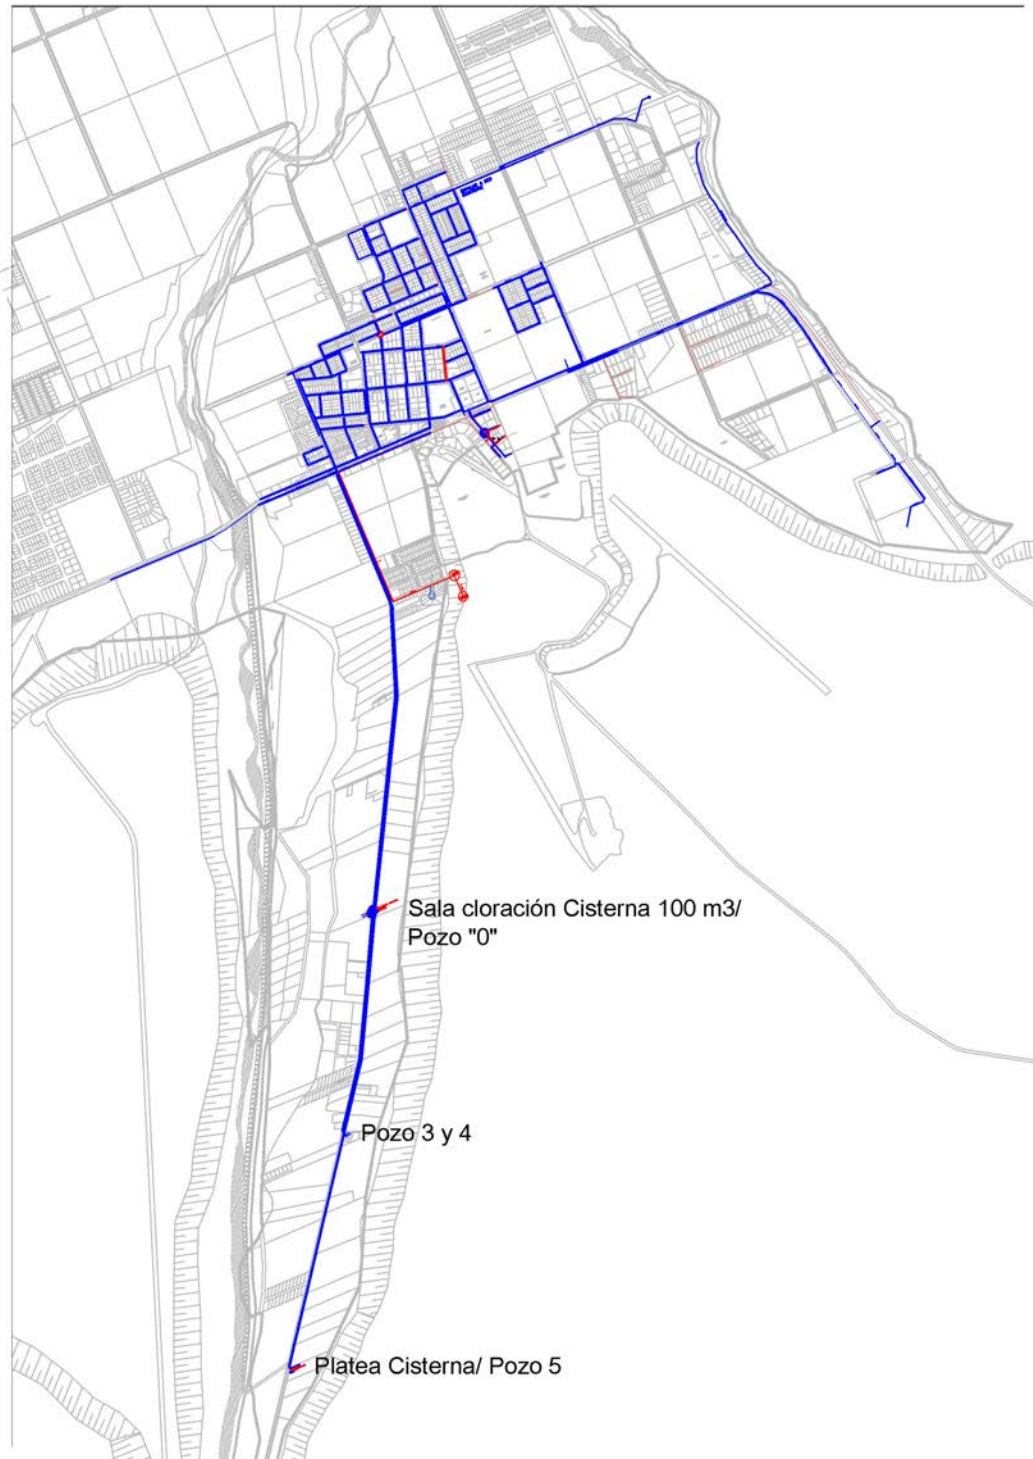 Sala cloración Cisterna 100 m3/
Pozo "0"
Pozo 3 y 4
Platea Cisterna/ Pozo 5